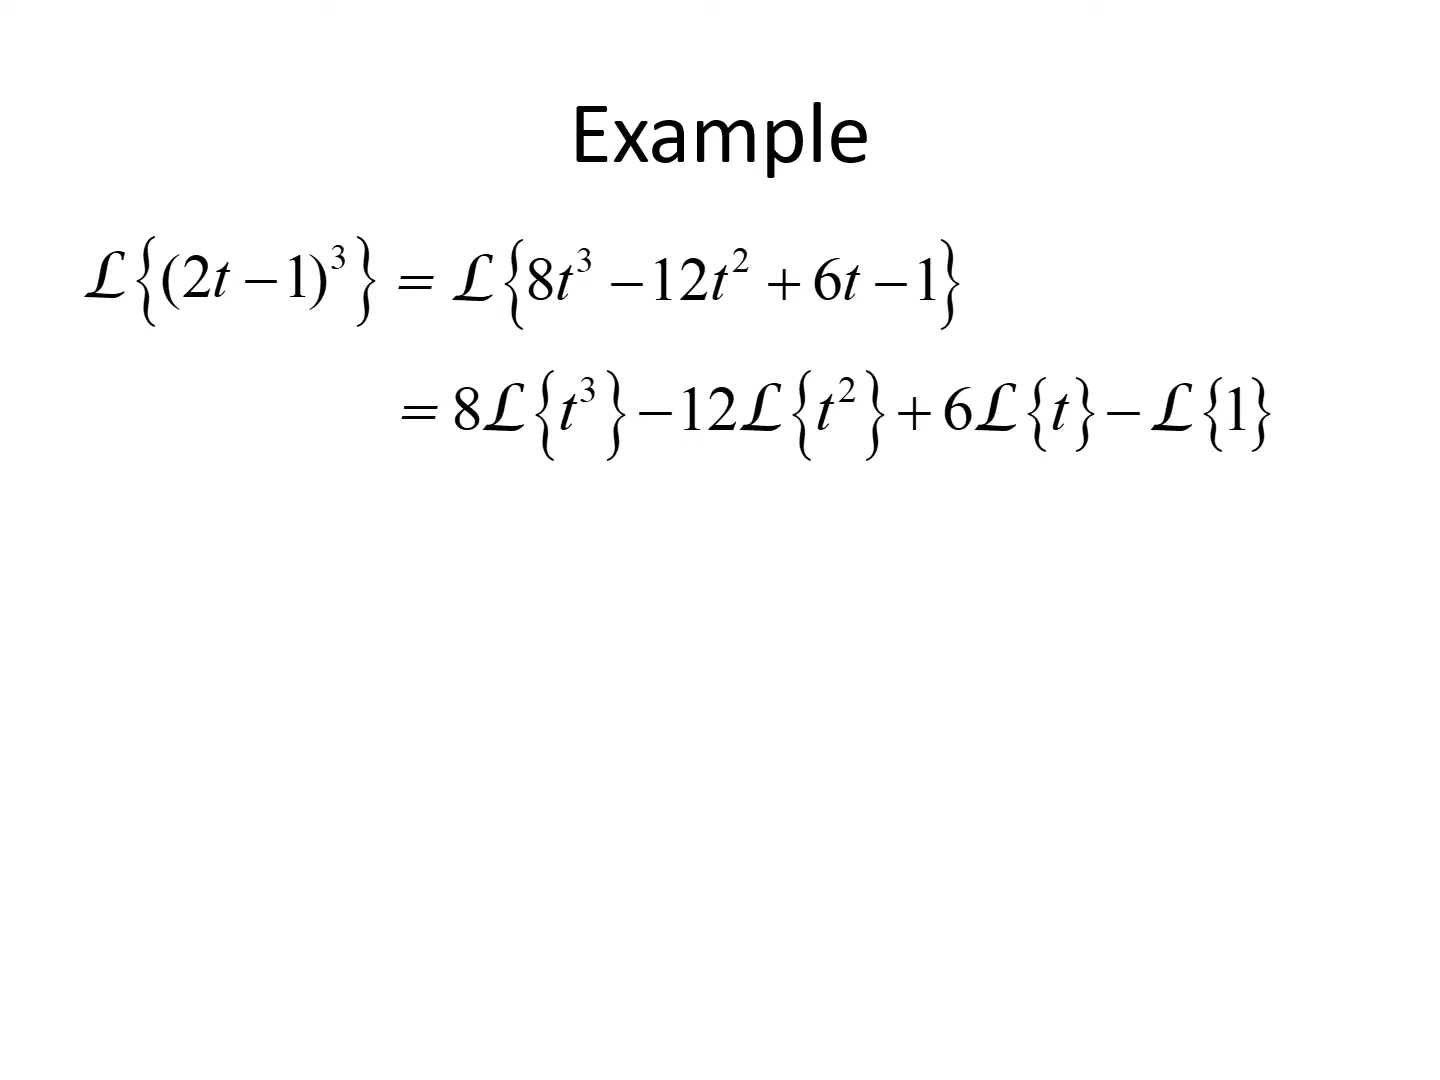 Example
ℒ{(2t − 1)³} = ℒ{8t³ − 12t² + 6t − 1}
= 8ℒ{t³} − 12ℒ{t²} + 6ℒ{t} − ℒ{1}